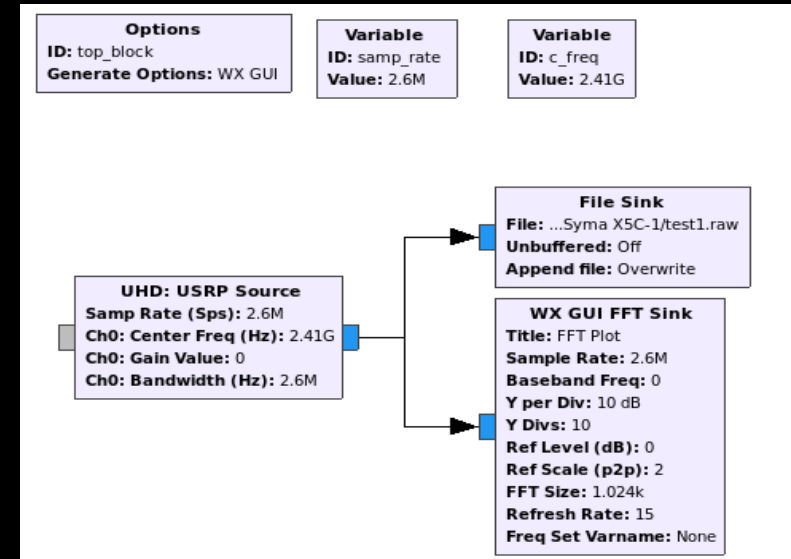 Options
ID: top_block
Generate Options: WX GUI
Variable
ID: samp_rate
Value: 2.6M
Variable
ID: c_freq
Value: 2.41G
File Sink
File: ...Syma X5C-1/test1.raw
Unbuffered: Off
Append file: Overwrite
UHD: USRP Source
Samp Rate (Sps): 2.6M
Ch0: Center Freq (Hz): 2.41G
Ch0: Gain Value: 0
Ch0: Bandwidth (Hz): 2.6M
WX GUI FFT Sink
Title: FFT Plot
Sample Rate: 2.6M
Baseband Freq: 0
Y per Div: 10 dB
Y Divs: 10
Ref Level (dB): 0
Ref Scale (p2p): 2
FFT Size: 1.024k
Refresh Rate: 15
Freq Set Varname: None